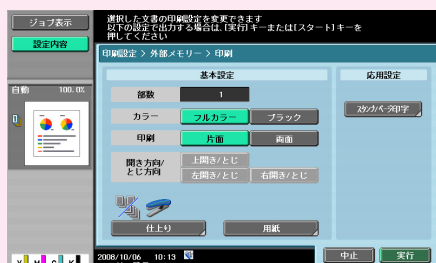 ジョブ表示
設定内容
選択した文書の印刷設定を変更できます
以下の設定で出力する場合は、[実行]キーまたは[スタート]キーを
押してください
印刷設定 > 外部メモリー > 印刷
自動 100.0%
基本設定
応用設定
部数 1
カラー フルカラー ブラック
スタンプ/ページ印字
印刷 片面 両面
開き方向/
とじ方向
上開き/とじ
左開き/とじ 右開き/とじ
仕上り 用紙
Y M C K
2008/10/06 10:13
中止 実行